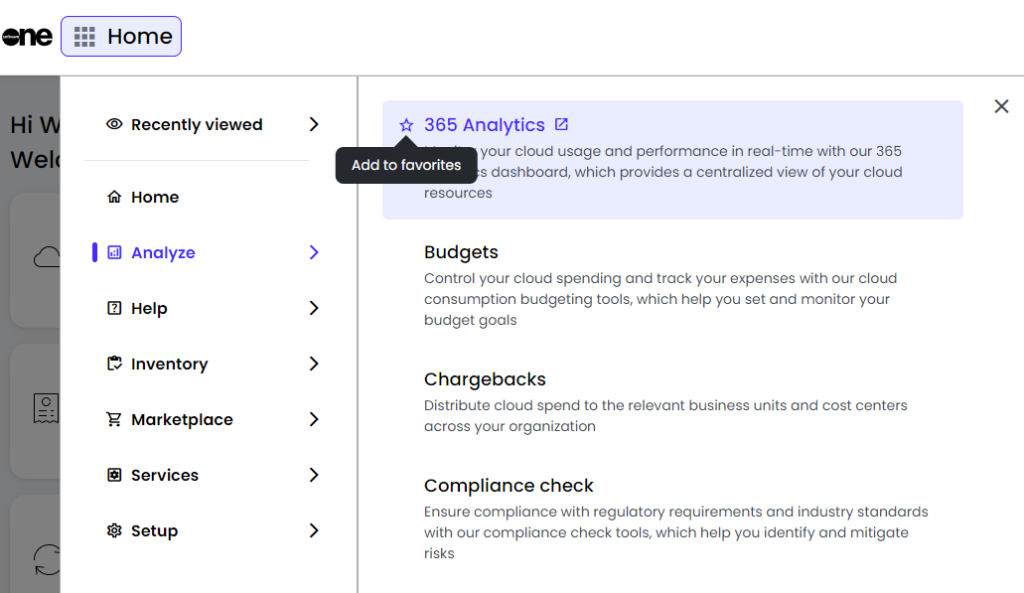 one
Home
Hi W
Welc
Recently viewed
Home
Analyze
Help
Inventory
Marketplace
Services
Setup
365 Analytics
Add to favorites
your cloud usage and performance in real-time with our 365
dashboard, which provides a centralized view of your cloud
resources
Budgets
Control your cloud spending and track your expenses with our cloud
consumption budgeting tools, which help you set and monitor your
budget goals
Chargebacks
Distribute cloud spend to the relevant business units and cost centers
across your organization
Compliance check
Ensure compliance with regulatory requirements and industry standards
with our compliance check tools, which help you identify and mitigate
risks